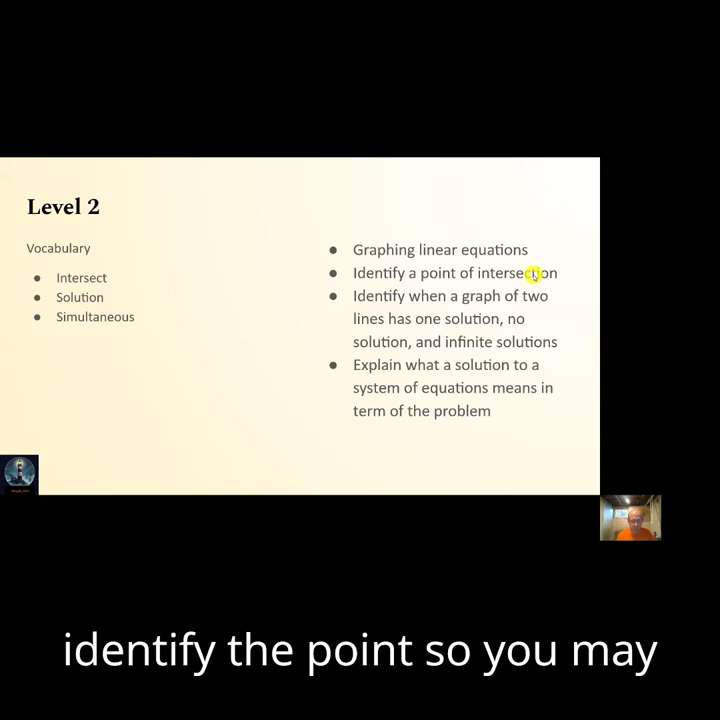 Level 2
Vocabulary
● Intersect
● Solution
● Simultaneous
● Graphing linear equations
● Identify a point of intersection
● Identify when a graph of two
lines has one solution, no
solution, and infinite solutions
● Explain what a solution to a
system of equations means in
term of the problem
identify the point so you may